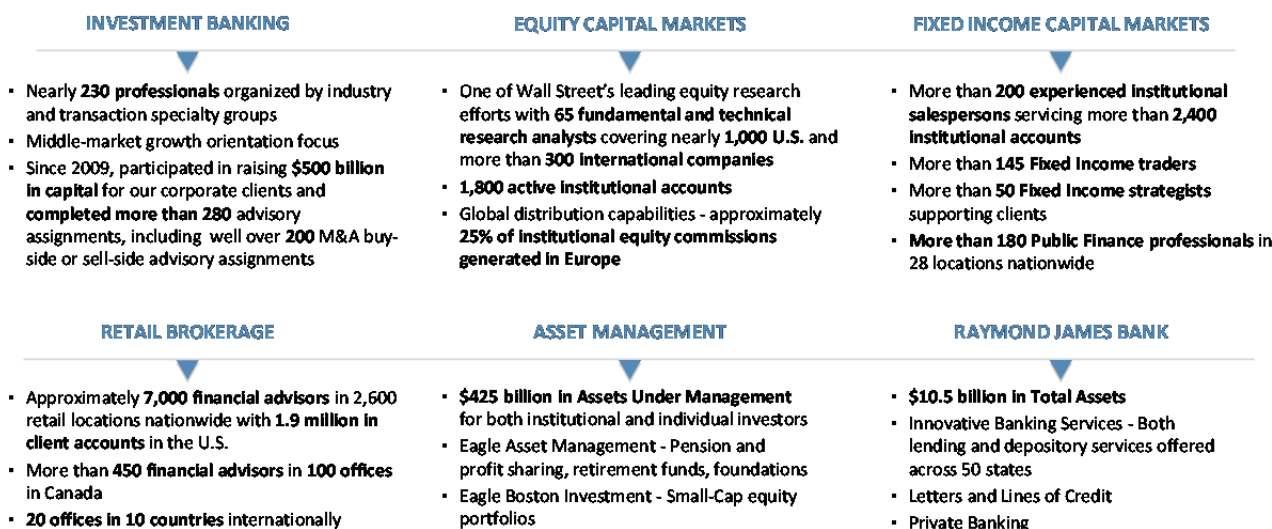 INVESTMENT BANKING
▪ Nearly 230 professionals organized by industry
and transaction specialty groups
▪ Middle-market growth orientation focus
▪ Since 2009, participated in raising $500 billion
in capital for our corporate clients and
completed more than 280 advisory
assignments, including well over 200 M&A buy-
side or sell-side advisory assignments
EQUITY CAPITAL MARKETS
▪ One of Wall Street's leading equity research
efforts with 65 fundamental and technical
research analysts covering nearly 1,000 U.S. and
more than 300 international companies
▪ 1,800 active institutional accounts
▪ Global distribution capabilities - approximately
25% of institutional equity commissions
generated in Europe
FIXED INCOME CAPITAL MARKETS
▪ More than 200 experienced institutional
salespersons servicing more than 2,400
institutional accounts
▪ More than 145 Fixed Income traders
▪ More than 50 Fixed Income strategists
supporting clients
▪ More than 180 Public Finance professionals in
28 locations nationwide
RETAIL BROKERAGE
▪ Approximately 7,000 financial advisors in 2,600
retail locations nationwide with 1.9 million in
client accounts in the U.S.
▪ More than 450 financial advisors in 100 offices
in Canada
▪ 20 offices in 10 countries internationally
ASSET MANAGEMENT
▪ $425 billion in Assets Under Management
for both institutional and individual investors
▪ Eagle Asset Management - Pension and
profit sharing, retirement funds, foundations
▪ Eagle Boston Investment - Small-Cap equity
portfolios
RAYMOND JAMES BANK
▪ $10.5 billion in Total Assets
▪ Innovative Banking Services - Both
lending and depository services offered
across 50 states
▪ Letters and Lines of Credit
▪ Private Banking